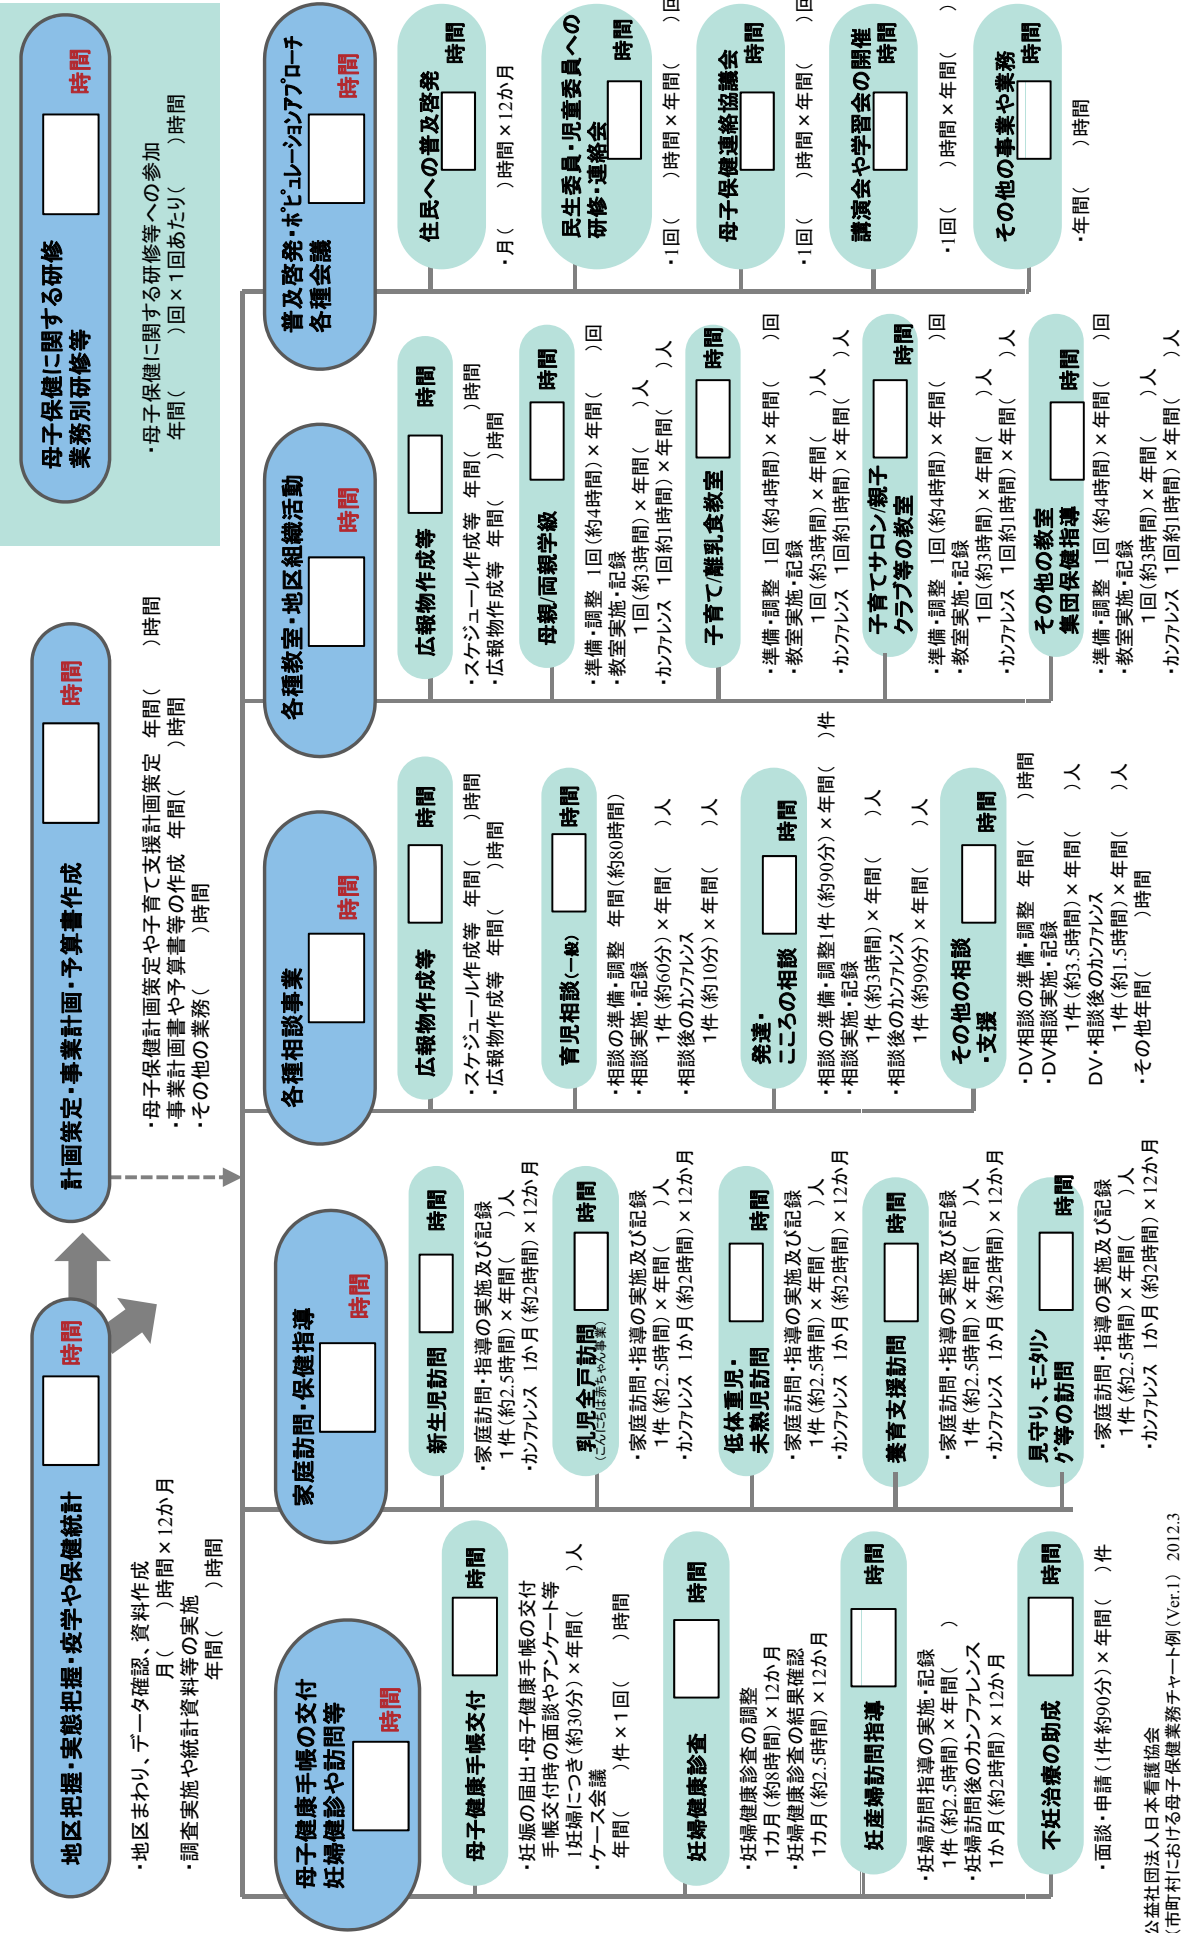 地区把握・実態把握・疫学や保健統計
時間
・地区まわり、データ確認、資料作成
月(　　)時間×12か月
・調査実施や統計資料等の実施
年間(　　)時間
計画策定・事業計画・予算書作成
時間
・母子保健計画策定や子育て支援計画策定　年間(　　)時間
・事業計画書や予算書等の作成　年間(　　)時間
・その他の業務(　　)時間
母子保健に関する研修
業務別研修等
時間
・母子保健に関する研修等への参加
年間(　　)回×1回あたり(　　)時間
母子健康手帳の交付
妊婦健診や訪問等
時間
母子健康手帳交付
時間
・妊娠の届出・母子健康手帳の交付
手帳交付時の面談やアンケート等
1妊婦につき(約30分)×年間(　　)人
・ケース会議
年間(　　)件×1回(　　)時間
妊婦健康診査
時間
・妊婦健康診査の調整
1カ月(約8時間)×12か月
・妊婦健康診査の結果確認
1カ月(約2.5時間)×12か月
妊産婦訪問指導
時間
・妊婦訪問指導の実施・記録
1件(約2.5時間)×年間(　　)
・妊婦訪問後のカンファレンス
1か月(約2時間)×12か月
不妊治療の助成
時間
・面談・申請(1件約90分)×年間(　　)件
家庭訪問・保健指導
時間
新生児訪問
時間
・家庭訪問・指導の実施及び記録
1件(約2.5時間)×年間(　　)人
・カンファレンス　1か月(約2時間)×12か月
乳児全戸訪問
(こんにちは赤ちゃん事業)
時間
・家庭訪問・指導の実施及び記録
1件(約2.5時間)×年間(　　)人
・カンファレンス　1か月(約2時間)×12か月
低体重児・
未熟児訪問
時間
・家庭訪問・指導の実施及び記録
1件(約2.5時間)×年間(　　)人
・カンファレンス　1か月(約2時間)×12か月
養育支援訪問
時間
・家庭訪問・指導の実施及び記録
1件(約2.5時間)×年間(　　)人
・カンファレンス　1か月(約2時間)×12か月
見守り、モニタリン
グ等の訪問
時間
・家庭訪問・指導の実施及び記録
1件(約2.5時間)×年間(　　)人
・カンファレンス　1か月(約2時間)×12か月
各種相談事業
時間
広報物作成等
時間
・スケジュール作成等　年間(　　)時間
・広報物作成等　年間(　　)時間
育児相談(一般)
時間
・相談の準備・調整　年間(約80時間)
・相談実施・記録
1件(約60分)×年間(　　)人
・相談後のカンファレンス
1件(約10分)×年間(　　)人
発達・
こころの相談
時間
・相談の準備・調整1件(約90分)×年間(　　)件
・相談実施・記録
1件(約3時間)×年間(　　)人
・相談後のカンファレンス
1件(約90分)×年間(　　)人
その他の相談
・支援
時間
・DV相談の準備・調整　年間(　　)時間
・DV相談実施・記録
1件(約3.5時間)×年間(　　)人
DV・相談後のカンファレンス
1件(約1.5時間)×年間(　　)人
・その他年間(　　)時間
各種教室・地区組織活動
時間
広報物作成等
時間
・スケジュール作成等　年間(　　)時間
・広報物作成等　年間(　　)時間
母親/両親学級
時間
・準備・調整　1回(約4時間)×年間(　　)回
・教室実施・記録
1回(約3時間)×年間(　　)人
・カンファレンス　1回約1時間)×年間(　　)人
子育て/離乳食教室
時間
・準備・調整　1回(約4時間)×年間(　　)回
・教室実施・記録
1回(約3時間)×年間(　　)人
・カンファレンス　1回約1時間)×年間(　　)人
子育てサロン/親子
クラブ等の教室
時間
・準備・調整　1回(約4時間)×年間(　　)回
・教室実施・記録
1回(約3時間)×年間(　　)人
・カンファレンス　1回約1時間)×年間(　　)人
その他の教室
集団保健指導
時間
・準備・調整　1回(約4時間)×年間(　　)回
・教室実施・記録
1回(約3時間)×年間(　　)人
・カンファレンス　1回約1時間)×年間(　　)人
普及啓発・ポピュレーションアプローチ
各種会議
時間
住民への普及啓発
時間
・月(　　)時間×12か月
民生委員・児童委員への
研修・連絡会
時間
・1回(　　)時間×年間(　　)回
母子保健連絡協議会
時間
・1回(　　)時間×年間(　　)回
講演会や学習会の開催
時間
・1回(　　)時間×年間(　　)
その他の事業や業務
時間
・年間(　　)時間
公益社団法人日本看護協会
(市町村における母子保健業務チャート例(Ver.1)　2012.3